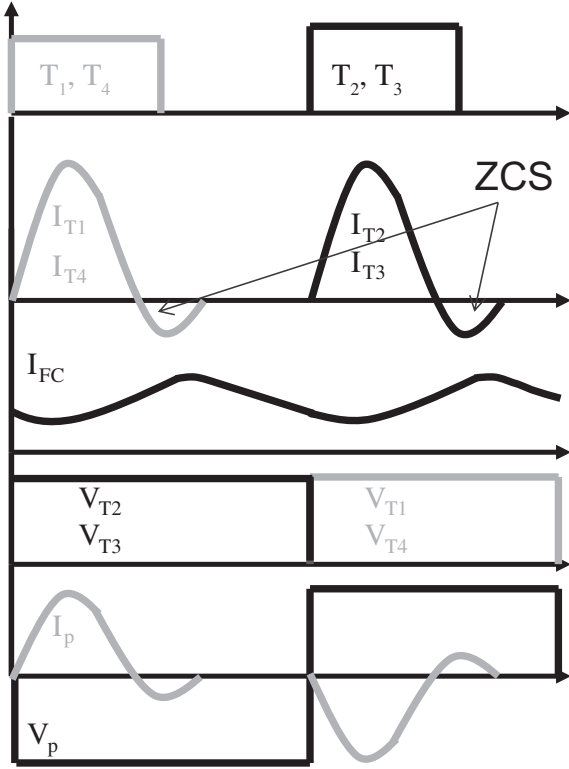 T1, T4
T2, T3
ZCS
IT1
IT4
IT2
IT3
IFC
VT2
VT3
VT1
VT4
Ip
Vp